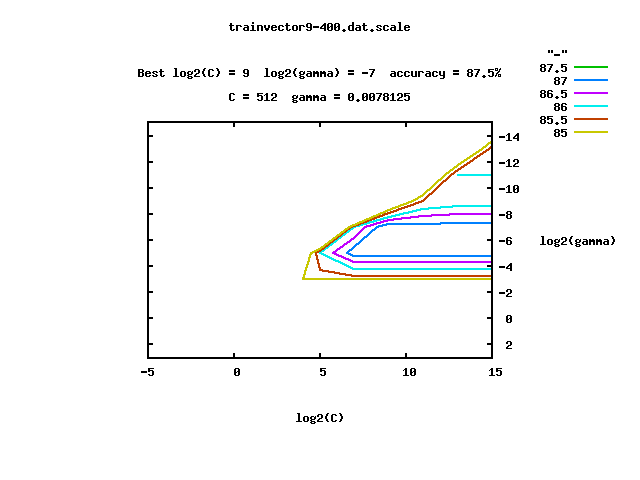 trainvector9-400.dat.scale
Best log2(C) = 9  log2(gamma) = -7  accuracy = 87.5%
C = 512  gamma = 0.0078125
"-"
87.5
87
86.5
86
85.5
85
-14
-12
-10
-8
-6
-4
-2
0
2
log2(gamma)
-5 0 5 10 15
log2(C)